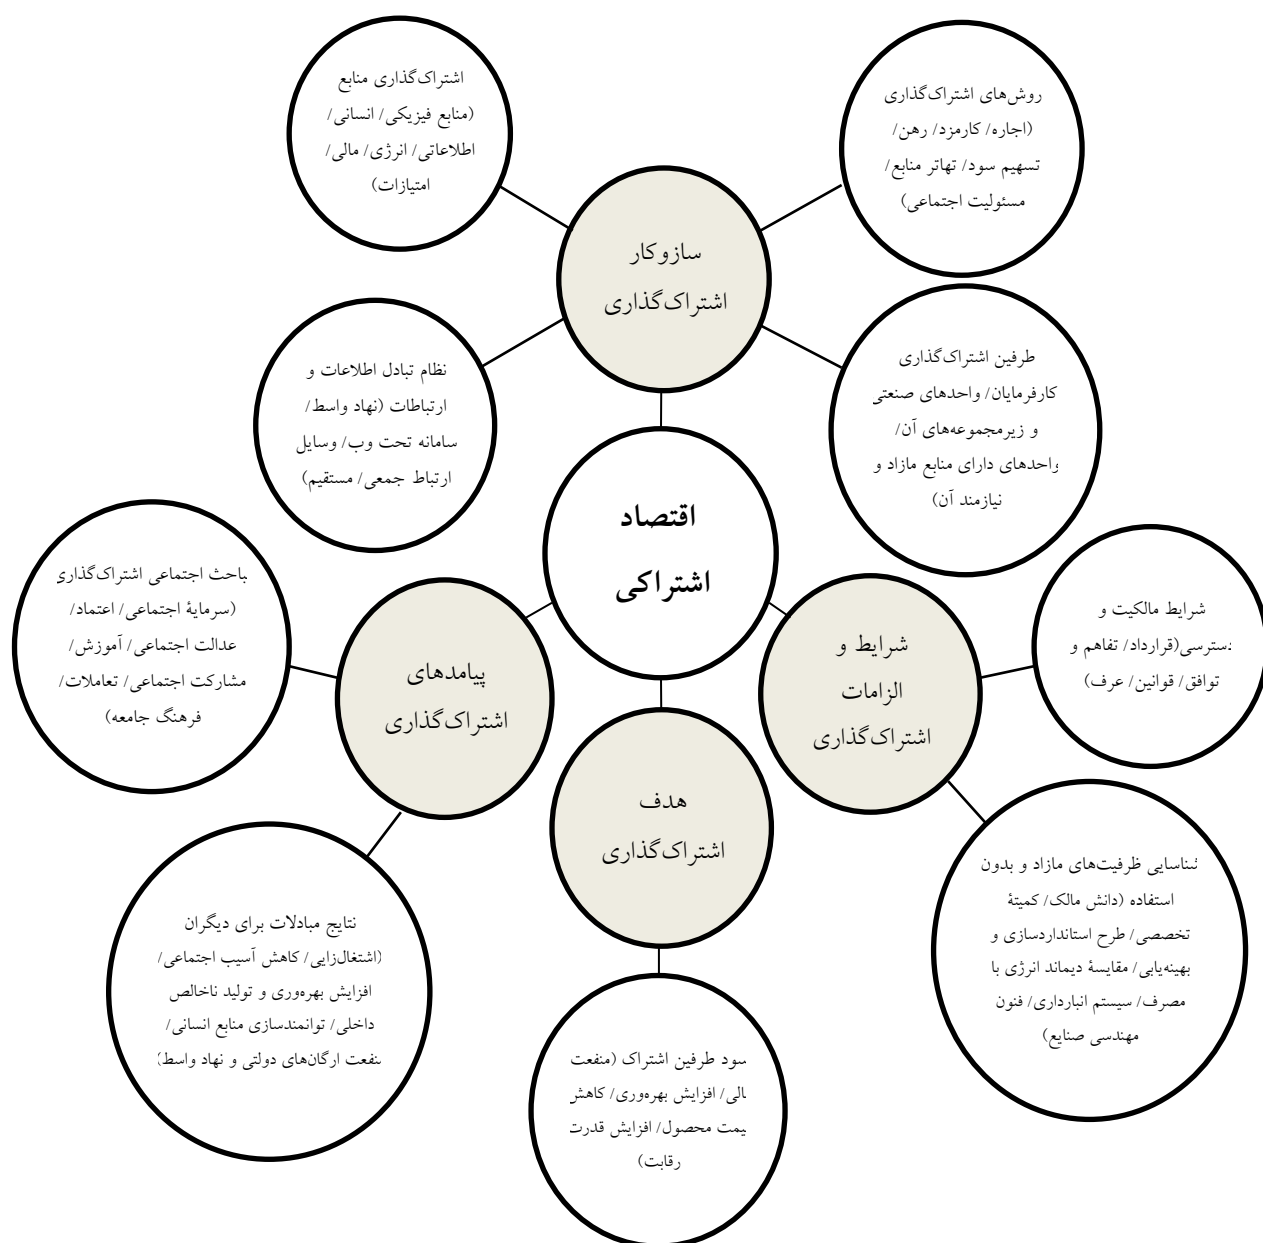 اشتراک‌گذاری منابع
(منابع فیزیکی/ انسانی/
اطلاعاتی/ انرژی/ مالی/
امتیازات)
روش‌های اشتراک‌گذاری
(اجاره/ کارمزد/ رهن/
تسهیم سود/ تهاتر منابع/
مسئولیت اجتماعی)
سازوکار
اشتراک‌گذاری
نظام تبادل اطلاعات و
ارتباطات (نهاد واسط/
سامانه تحت وب/ وسایل
ارتباط جمعی/ مستقیم)
طرفین اشتراک‌گذاری
کارفرمایان/ واحدهای صنعتی
و زیرمجموعه‌های آن/
واحدهای دارای منابع مازاد و
نیازمند آن)
اقتصاد
اشتراکی
باحث اجتماعی اشتراک‌گذاری
(سرمایهٔ اجتماعی/ اعتماد/
عدالت اجتماعی/ آموزش/
مشارکت اجتماعی/ تعاملات/
فرهنگ جامعه)
پیامدهای
اشتراک‌گذاری
شرایط و
الزامات
اشتراک‌گذاری
شرایط مالکیت و
دسترسی(قرارداد/ تفاهم و
توافق/ قوانین/ عرف)
هدف
اشتراک‌گذاری
شناسایی ظرفیت‌های مازاد و بدون
استفاده (دانش مالک/ کمیتهٔ
تخصصی/ طرح استانداردسازی و
بهینه‌یابی/ مقایسهٔ دیماند انرژی با
مصرف/ سیستم انبارداری/ فنون
مهندسی صنایع)
نتایج مبادلات برای دیگران
(اشتغال‌زایی/ کاهش آسیب اجتماعی/
افزایش بهره‌وری و تولید ناخالص
داخلی/ توانمندسازی منابع انسانی/
منفعت ارگان‌های دولتی و نهاد واسط)
سود طرفین اشتراک (منفعت
الی/ افزایش بهره‌وری/ کاهش
یمت محصول/ افزایش قدرت
رقابت)